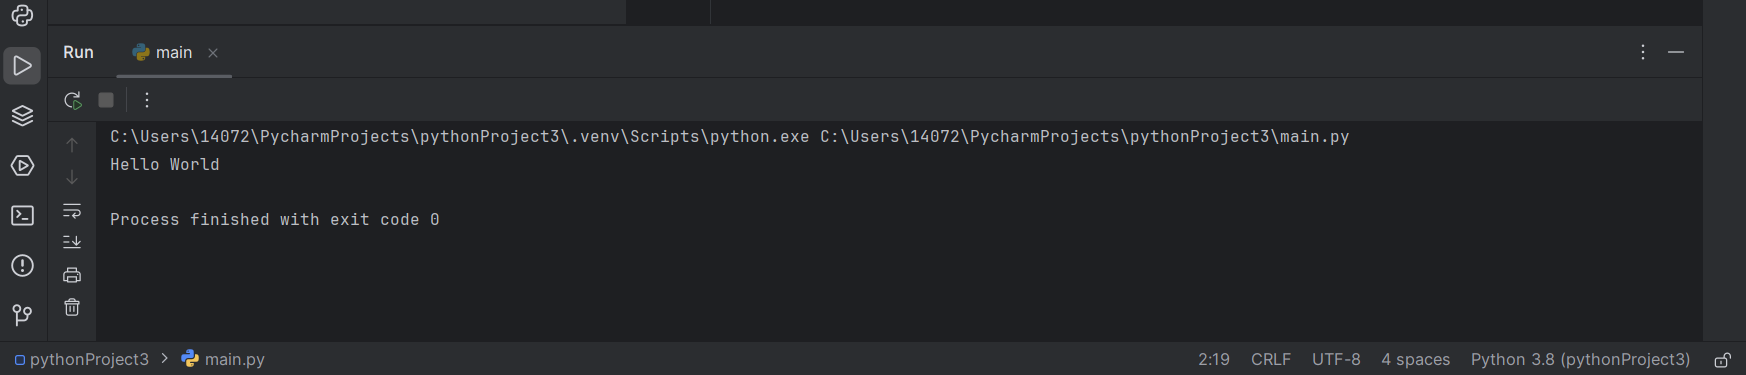 Run main
C:\Users\14072\PycharmProjects\pythonProject3\.venv\Scripts\python.exe C:\Users\14072\PycharmProjects\pythonProject3\main.py
Hello World
Process finished with exit code 0
pythonProject3 main.py 2:19 CRLF UTF-8 4 spaces Python 3.8 (pythonProject3)